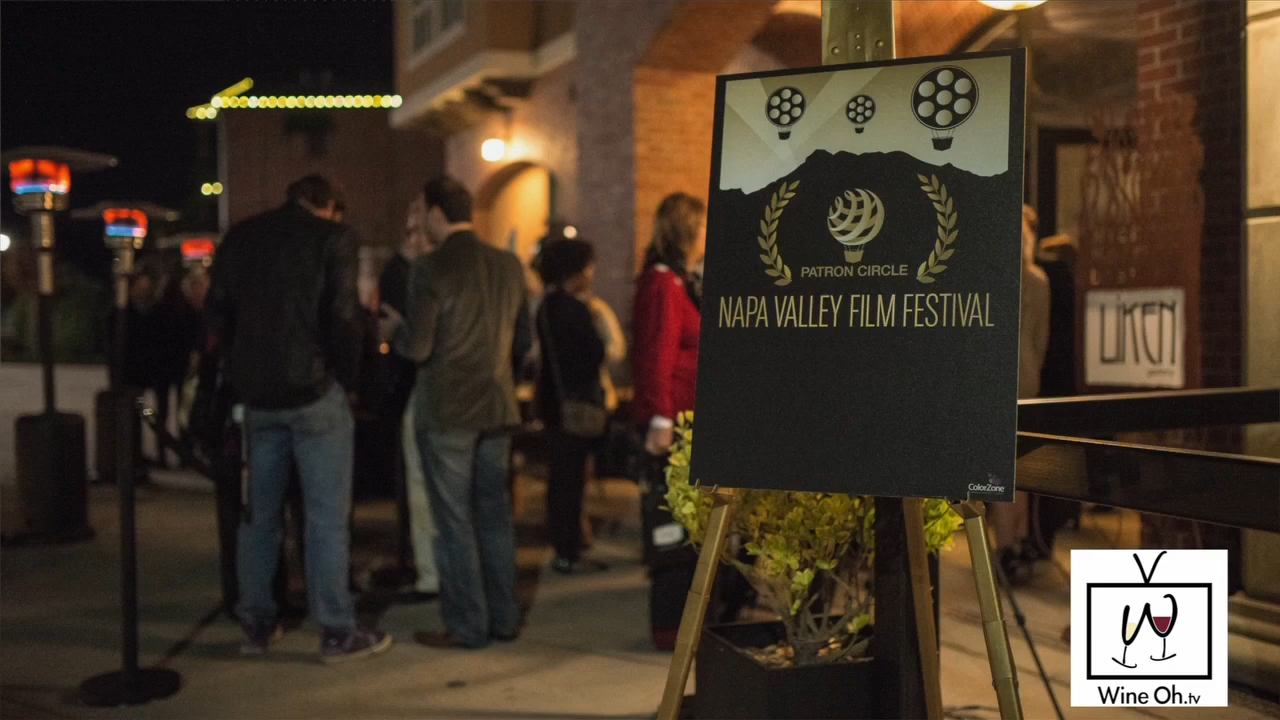 PATRON CIRCLE
NAPA VALLEY FILM FESTIVAL
LIKEN
ColorZone
Wine Oh.tv